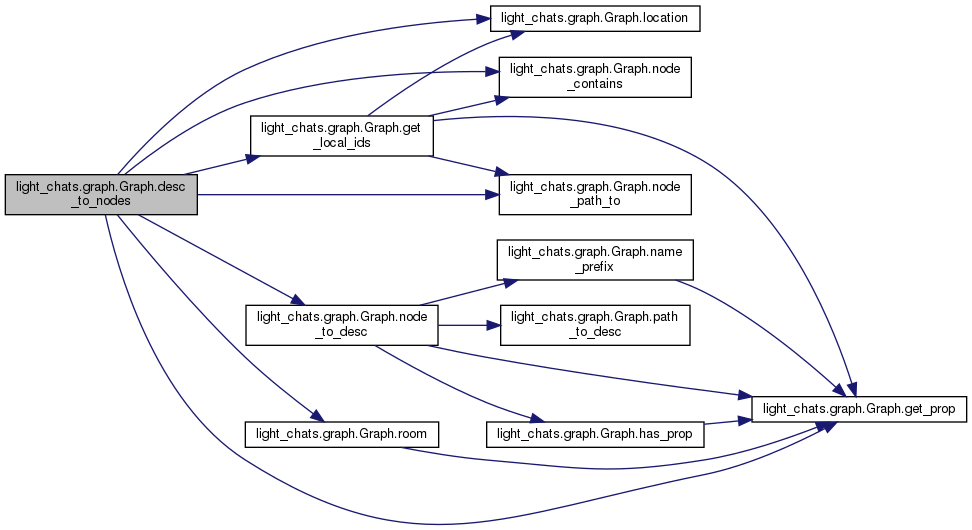 light_chats.graph.Graph.location
light_chats.graph.Graph.node
_contains
light_chats.graph.Graph.get
_local_ids
light_chats.graph.Graph.desc
_to_nodes
light_chats.graph.Graph.node
_path_to
light_chats.graph.Graph.name
_prefix
light_chats.graph.Graph.node
_to_desc
light_chats.graph.Graph.path
_to_desc
light_chats.graph.Graph.get_prop
light_chats.graph.Graph.room
light_chats.graph.Graph.has_prop